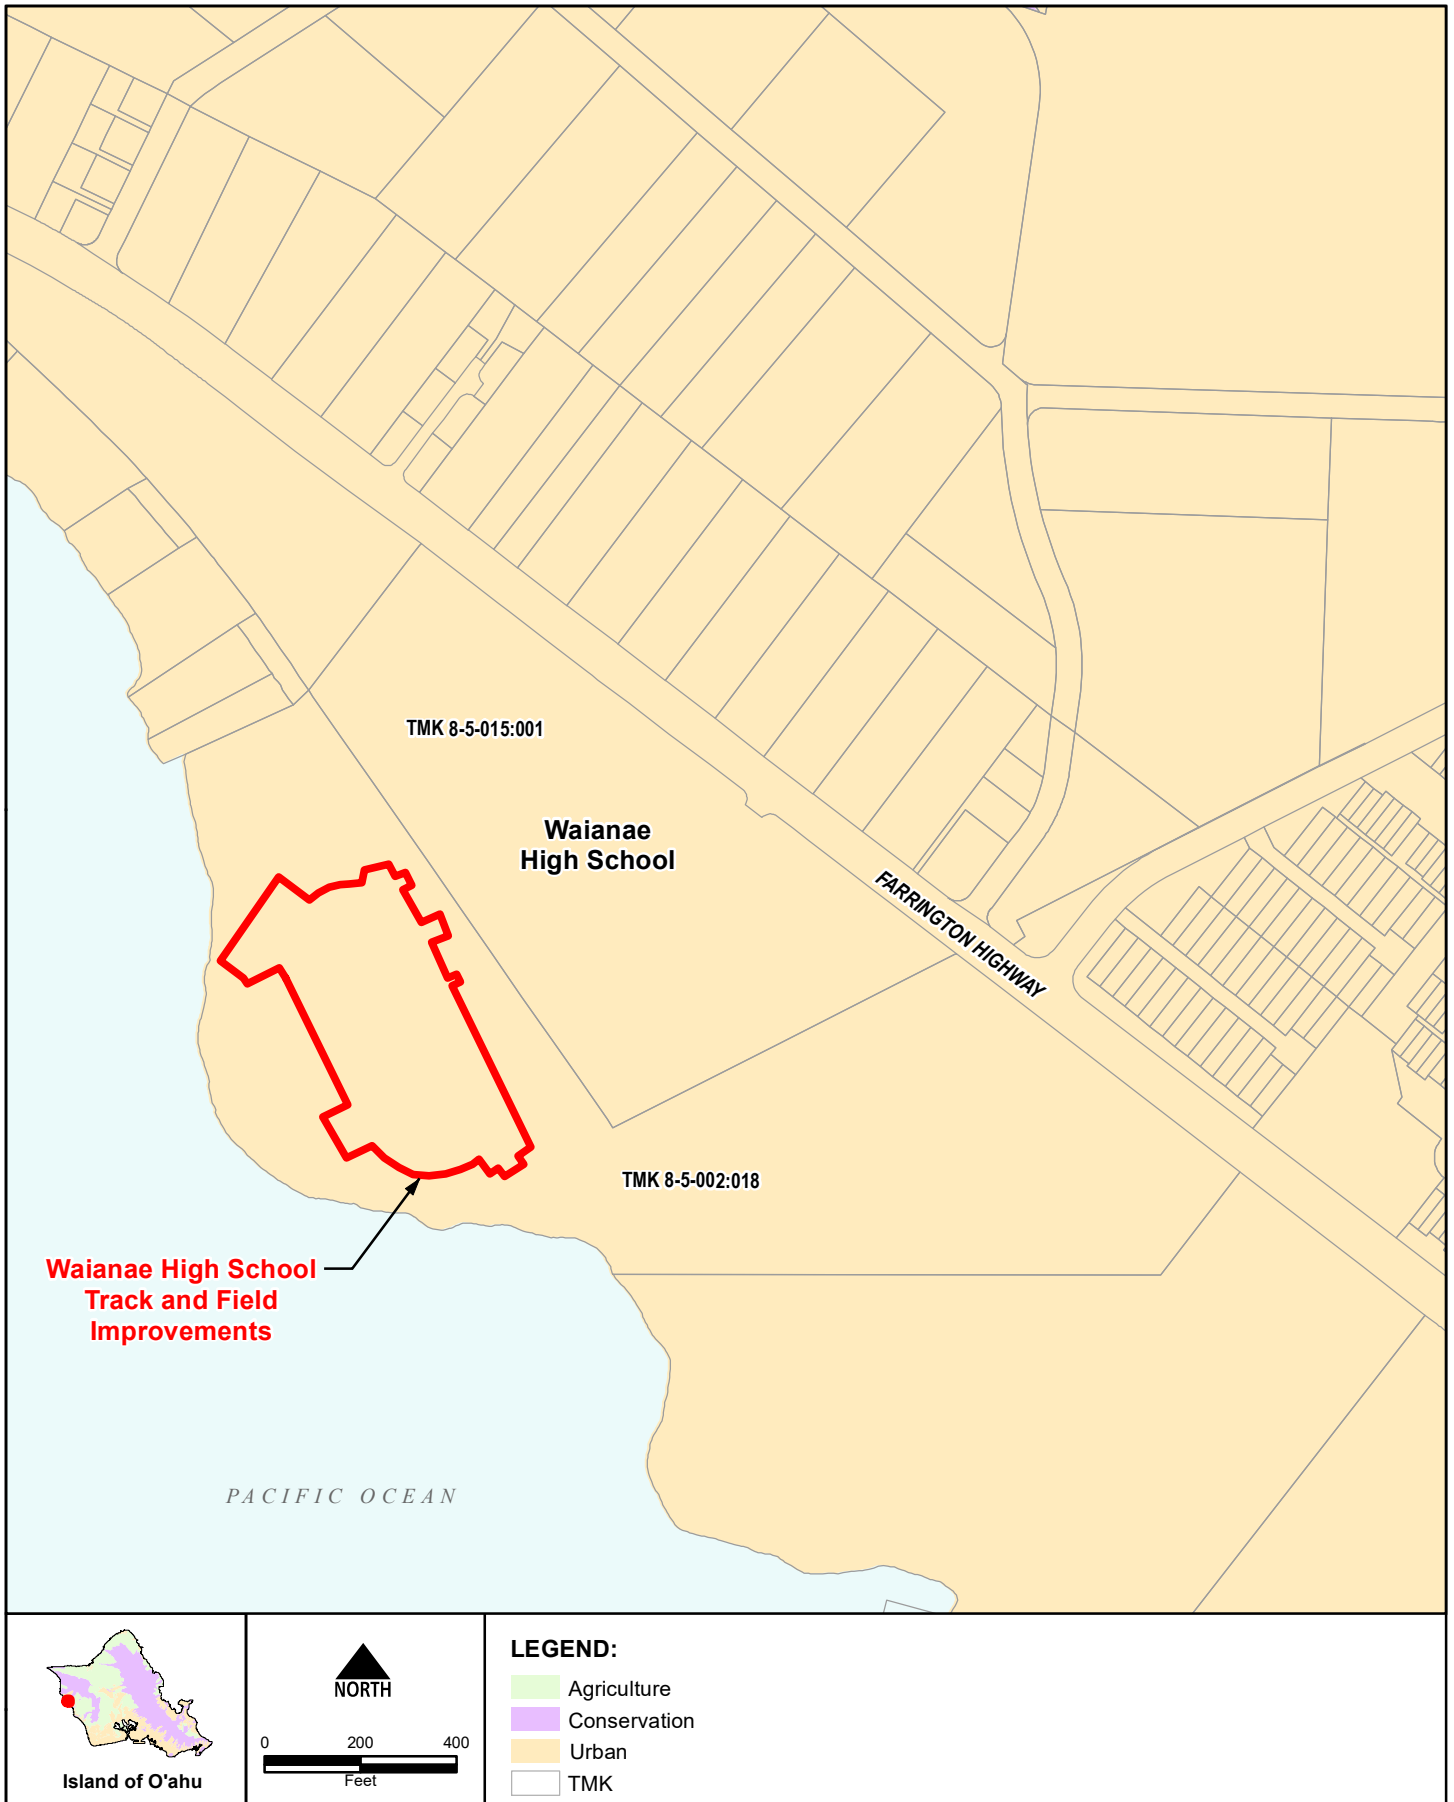 TMK 8-5-015:001
Waianae
High School
FARRINGTON HIGHWAY
TMK 8-5-002:018
Waianae High School
Track and Field
Improvements
PACIFIC OCEAN
Island of O'ahu
NORTH
0 200 400
Feet
LEGEND:
Agriculture
Conservation
Urban
TMK